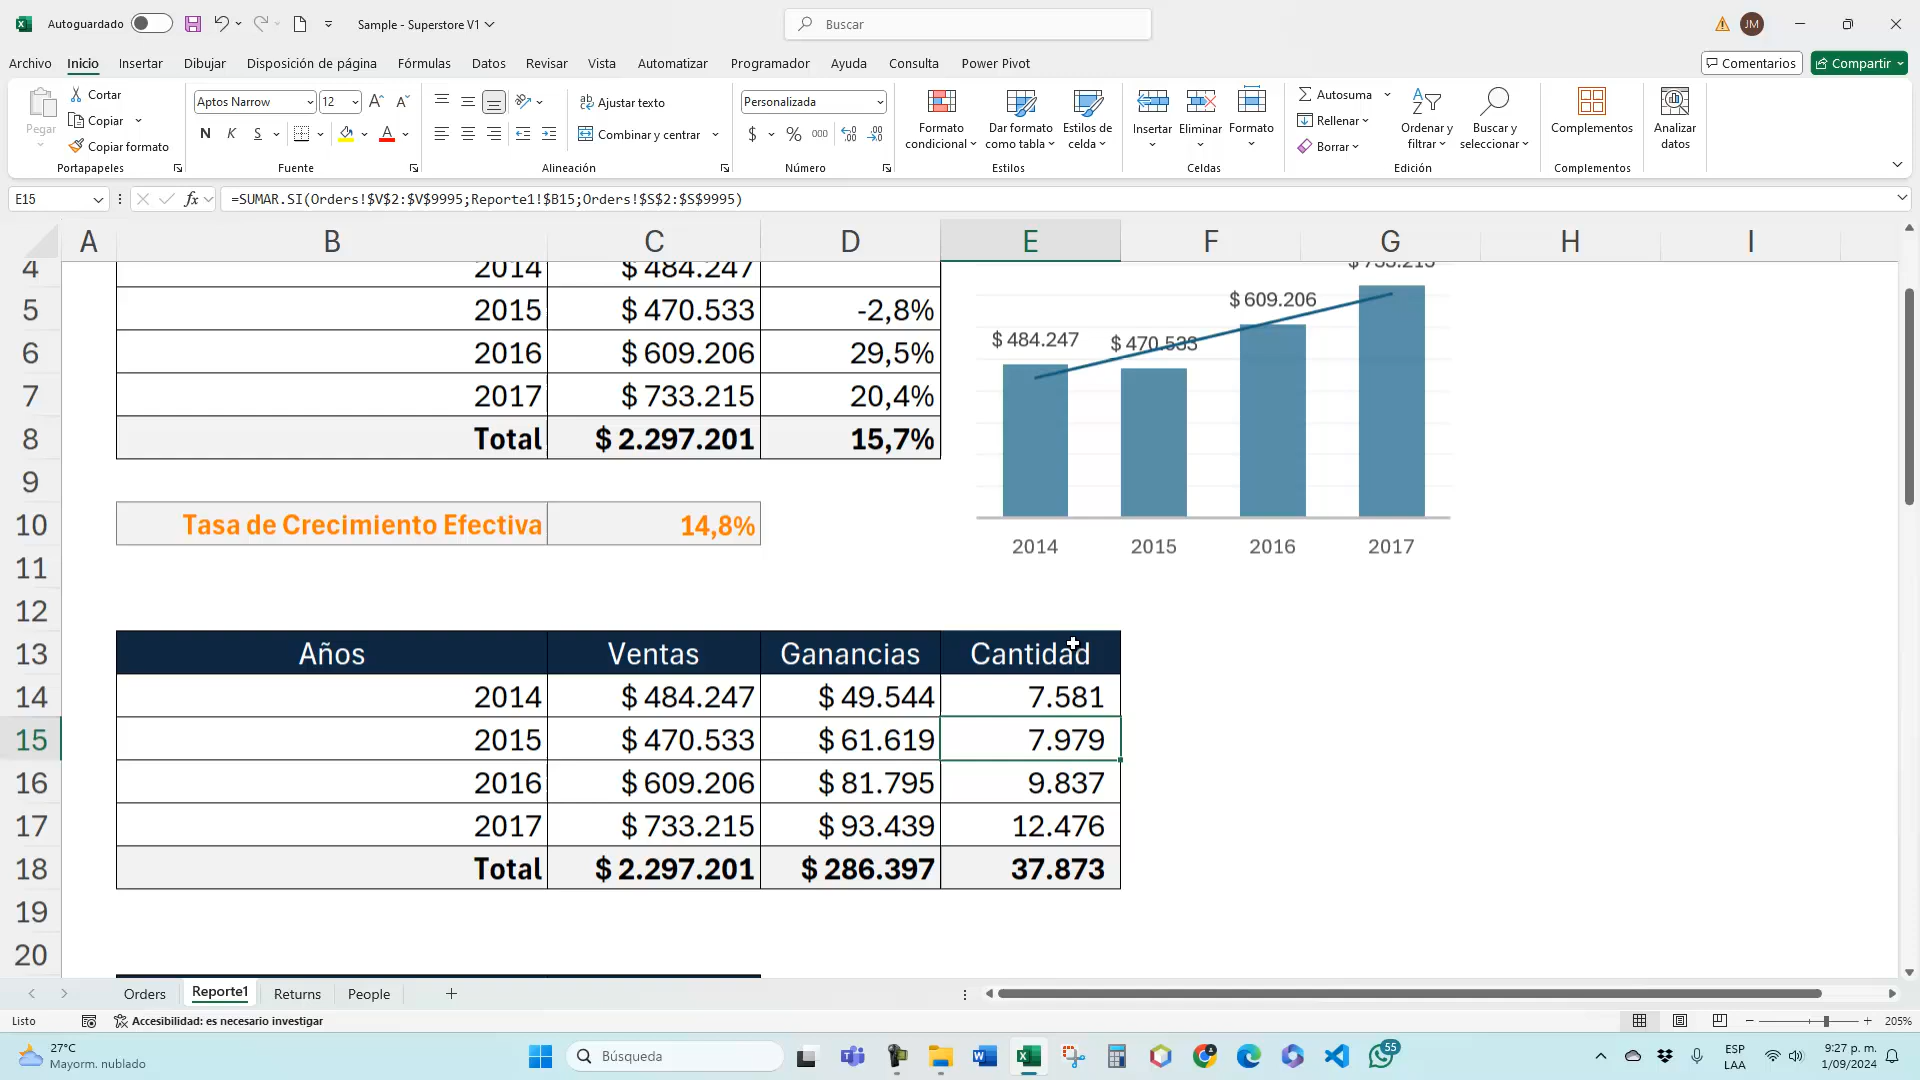 Autoguardado
Sample - Superstore V1
Buscar
JM
Archivo Inicio Insertar Dibujar Disposición de página Fórmulas Datos Revisar Vista Automatizar Programador Ayuda Consulta Power Pivot
Comentarios
Compartir
Pegar
Cortar
Copiar
Copiar formato
Portapapeles
Aptos Narrow 12
N K S
Fuente
Ajustar texto
Combinar y centrar
Alineación
Personalizada
$ % 000
Número
Formato condicional
Dar formato como tabla
Estilos de celda
Estilos
Insertar Eliminar Formato
Celdas
Autosuma
Rellenar
Borrar
Ordenar y filtrar
Buscar y seleccionar
Edición
Complementos
Complementos
Analizar datos
E15
fx
=SUMAR.SI(Orders!$V$2:$V$9995;Reporte1!$B15;Orders!$S$2:$S$9995)
A B C D E F G H I
4 2014 $ 484.247
5 2015 $ 470.533 -2,8%
6 2016 $ 609.206 29,5%
7 2017 $ 733.215 20,4%
8 Total $ 2.297.201 15,7%
9
10 Tasa de Crecimiento Efectiva 14,8%
11
12
$ 484.247 $ 470.533 $ 609.206 $ 733.215
2014 2015 2016 2017
13 Años Ventas Ganancias Cantidad
14 2014 $ 484.247 $ 49.544 7.581
15 2015 $ 470.533 $ 61.619 7.979
16 2016 $ 609.206 $ 81.795 9.837
17 2017 $ 733.215 $ 93.439 12.476
18 Total $ 2.297.201 $ 286.397 37.873
19
20
Orders Reporte1 Returns People
Listo
Accesibilidad: es necesario investigar
205%
27°C
Mayorm. nublado
Búsqueda
55
ESP
LAA
9:27 p. m.
1/09/2024